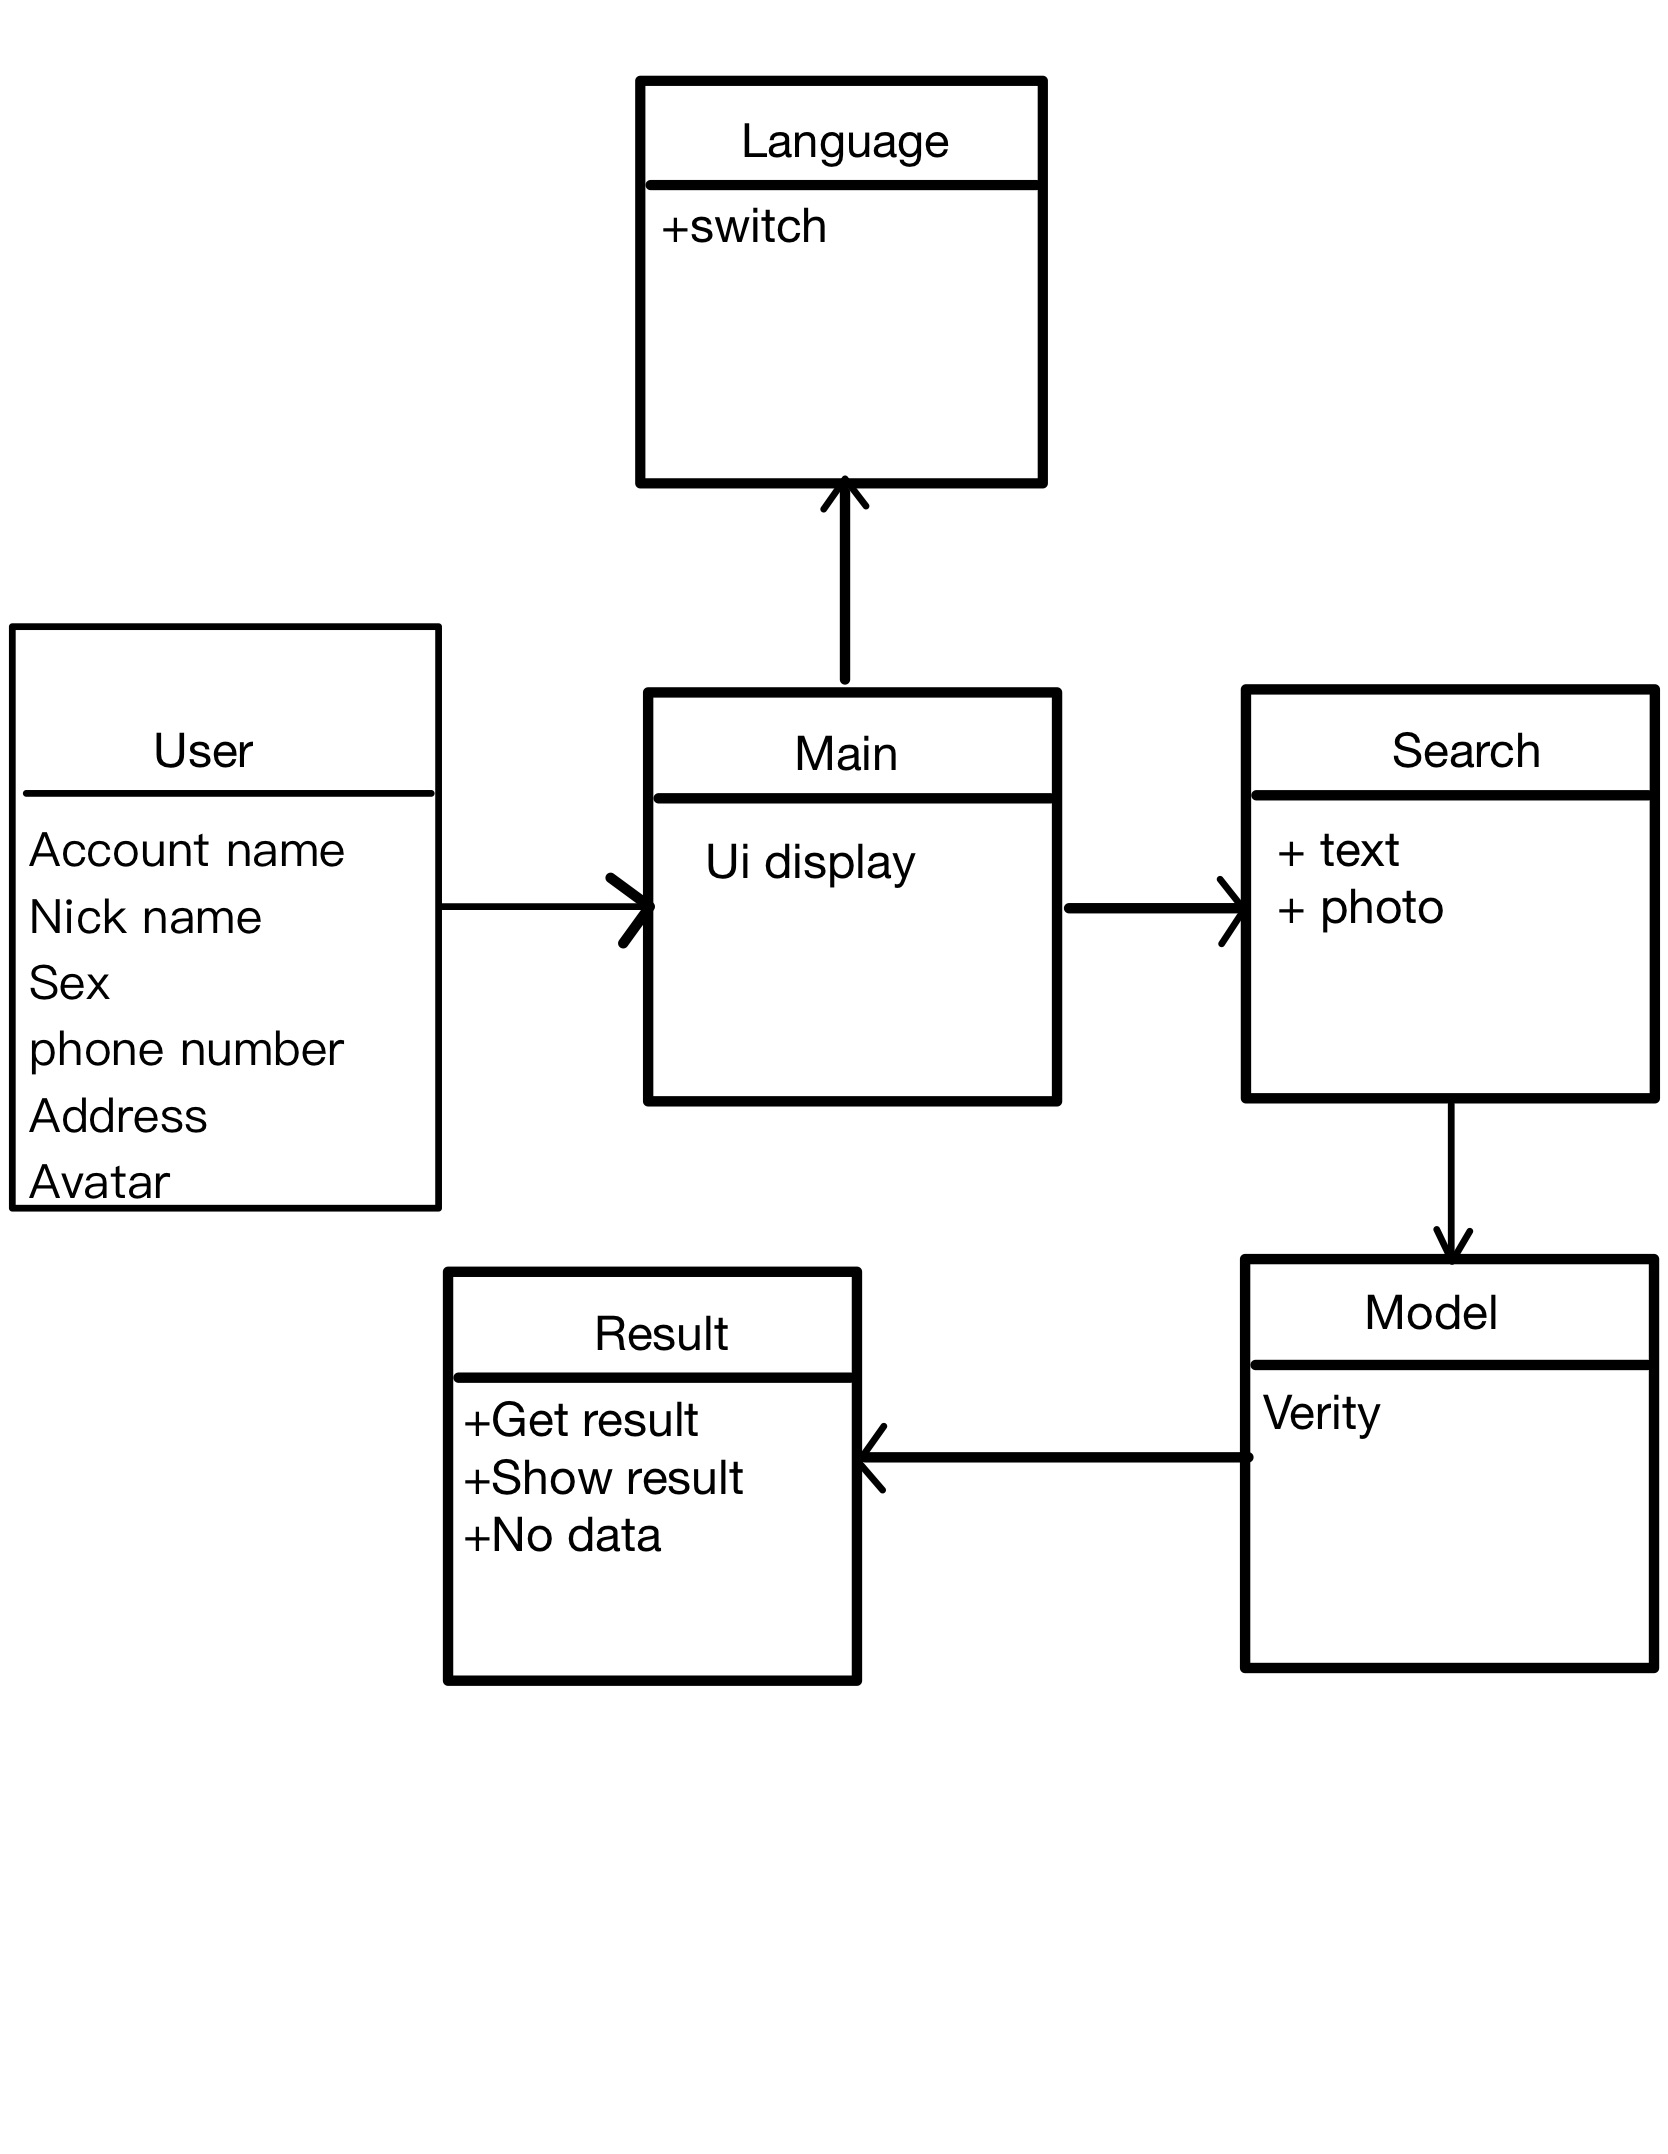 Language
+switch
User
Account name
Nick name
Sex
phone number
Address
Avatar
Main
Ui display
Search
+ text
+ photo
Result
+Get result
+Show result
+No data
Model
Verity